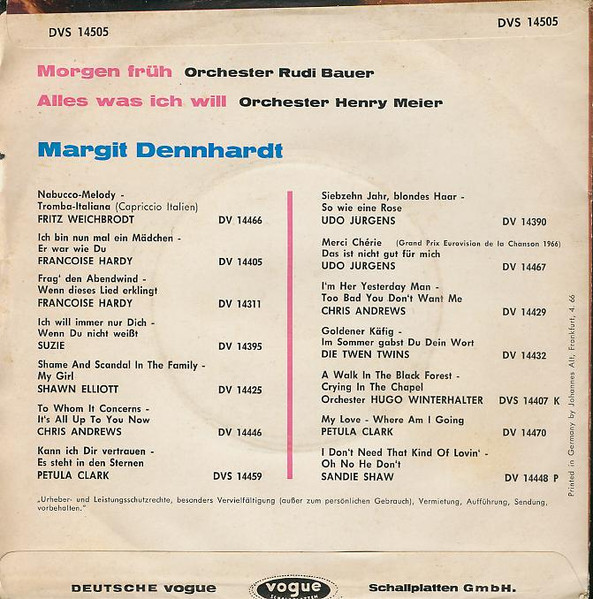 DVS 14505
DVS 14505
Morgen früh Orchester Rudi Bauer
Alles was ich will Orchester Henry Meier
Margit Dennhardt
Nabucco-Melody -
Tromba-Italiana (Capriccio Italien)
FRITZ WEICHBRODT DV 14466
Ich bin nun mal ein Mädchen -
Er war wie Du
FRANCOISE HARDY DV 14405
Frag' den Abendwind -
Wenn dieses Lied erklingt
FRANCOISE HARDY DV 14311
Ich will immer nur Dich -
Wenn Du nicht weißt
SUZIE DV 14395
Shame And Scandal In The Family -
My Girl
SHAWN ELLIOTT DV 14425
To Whom It Concerns -
It's All Up To You Now
CHRIS ANDREWS DV 14446
Kann ich Dir vertrauen -
Es steht in den Sternen
PETULA CLARK DVS 14459
Siebzehn Jahr, blondes Haar -
So wie eine Rose
UDO JURGENS DV 14390
Merci Chérie (Grand Prix Eurovision de la Chanson 1966)
Das ist nicht gut für mich
UDO JURGENS DV 14467
I'm Her Yesterday Man -
Too Bad You Don't Want Me
CHRIS ANDREWS DV 14429
Goldener Käfig -
Im Sommer gabst Du Dein Wort
DIE TWEN TWINS DV 14432
A Walk In The Black Forest -
Crying In The Chapel
Orchester HUGO WINTERHALTER DVS 14407 K
My Love - Where Am I Going
PETULA CLARK DV 14470
I Don't Need That Kind Of Lovin' -
Oh No He Don't
SANDIE SHAW DV 14448 P
Printed in Germany by Johannes Alt, Frankfurt, 4. 66
„Urheber- und Leistungsschutzrechte, besonders Vervielfältigung (außer zum persönlichen Gebrauch), Vermietung, Aufführung, Sendung,
vorbehalten."
DEUTSCHE VOGUE vogue Schallplatten GmbH.
SCHALLPLATTEN